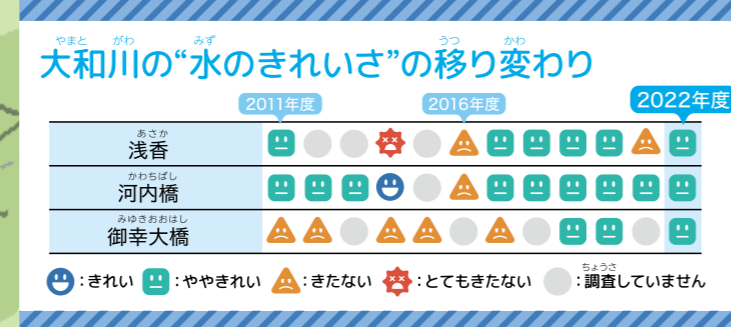 やまと がわ みず うつ かわ
大和川の“水のきれいさ”の移り変わり
2011年度 2016年度 2022年度
あさか
浅香
かわちばし
河内橋
みゆきおおはし
御幸大橋
:きれい :ややきれい :きたない :とてもきたない :調査していません
ちょうさ